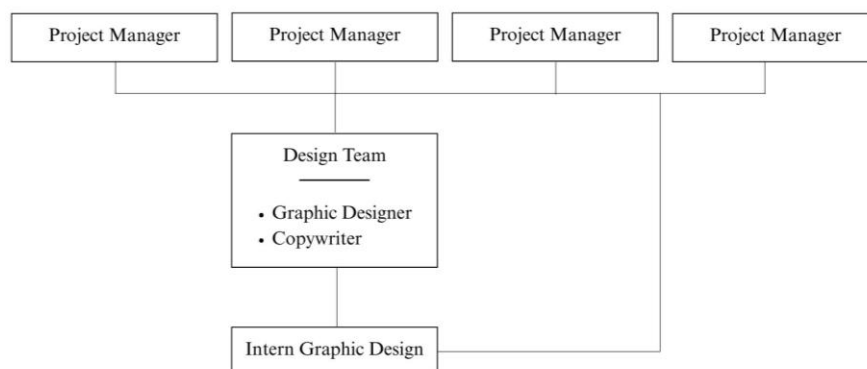 Project Manager
Project Manager
Project Manager
Project Manager
Design Team
• Graphic Designer
• Copywriter
Intern Graphic Design